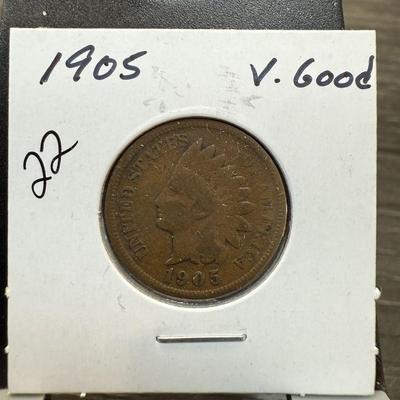 1905 V. Good
22
UNITED STATES OF AMERICA
1905